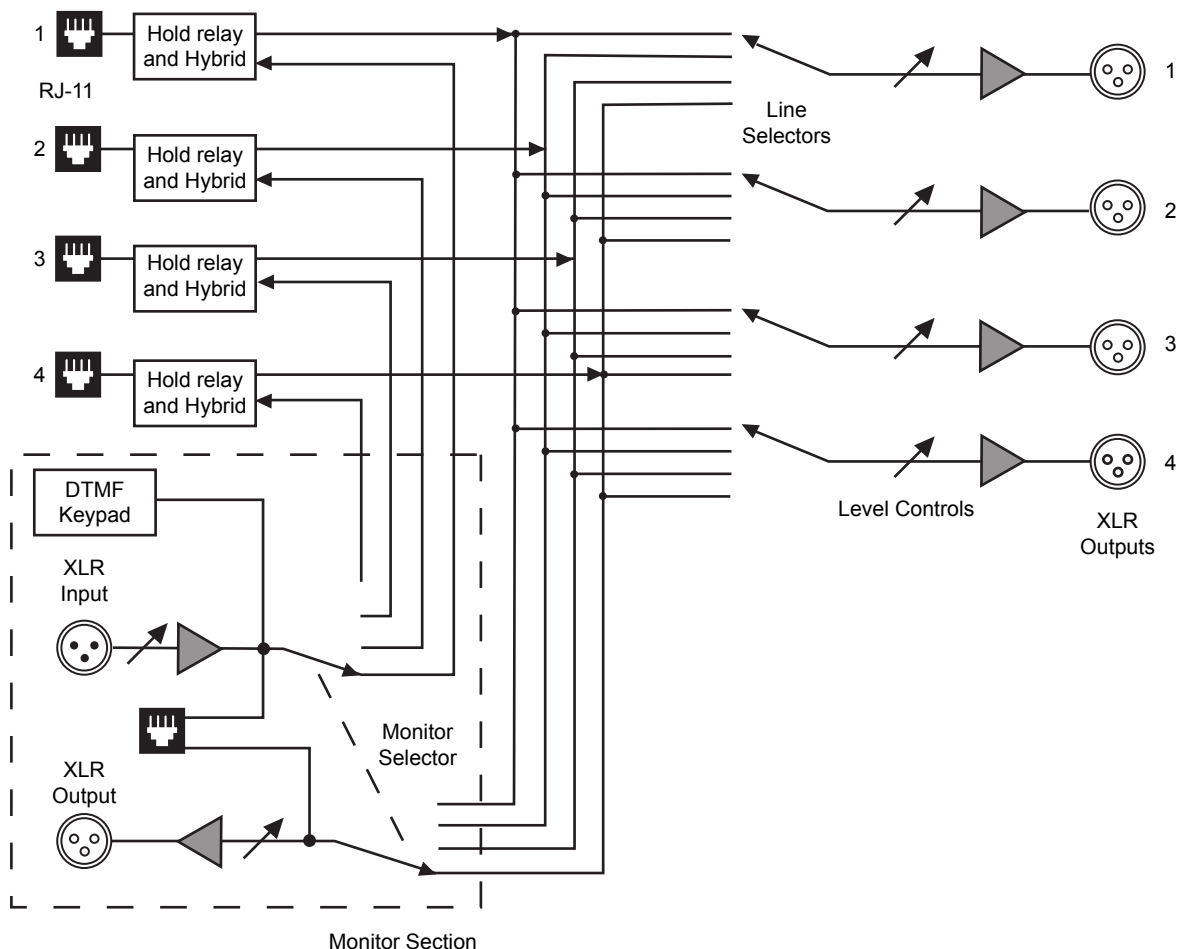 1
Hold relay
and Hybrid
RJ-11
2
Hold relay
and Hybrid
3
Hold relay
and Hybrid
4
Hold relay
and Hybrid
Line
Selectors
1
2
3
4
Level Controls
XLR
Outputs
DTMF
Keypad
XLR
Input
Monitor
Selector
XLR
Output
Monitor Section